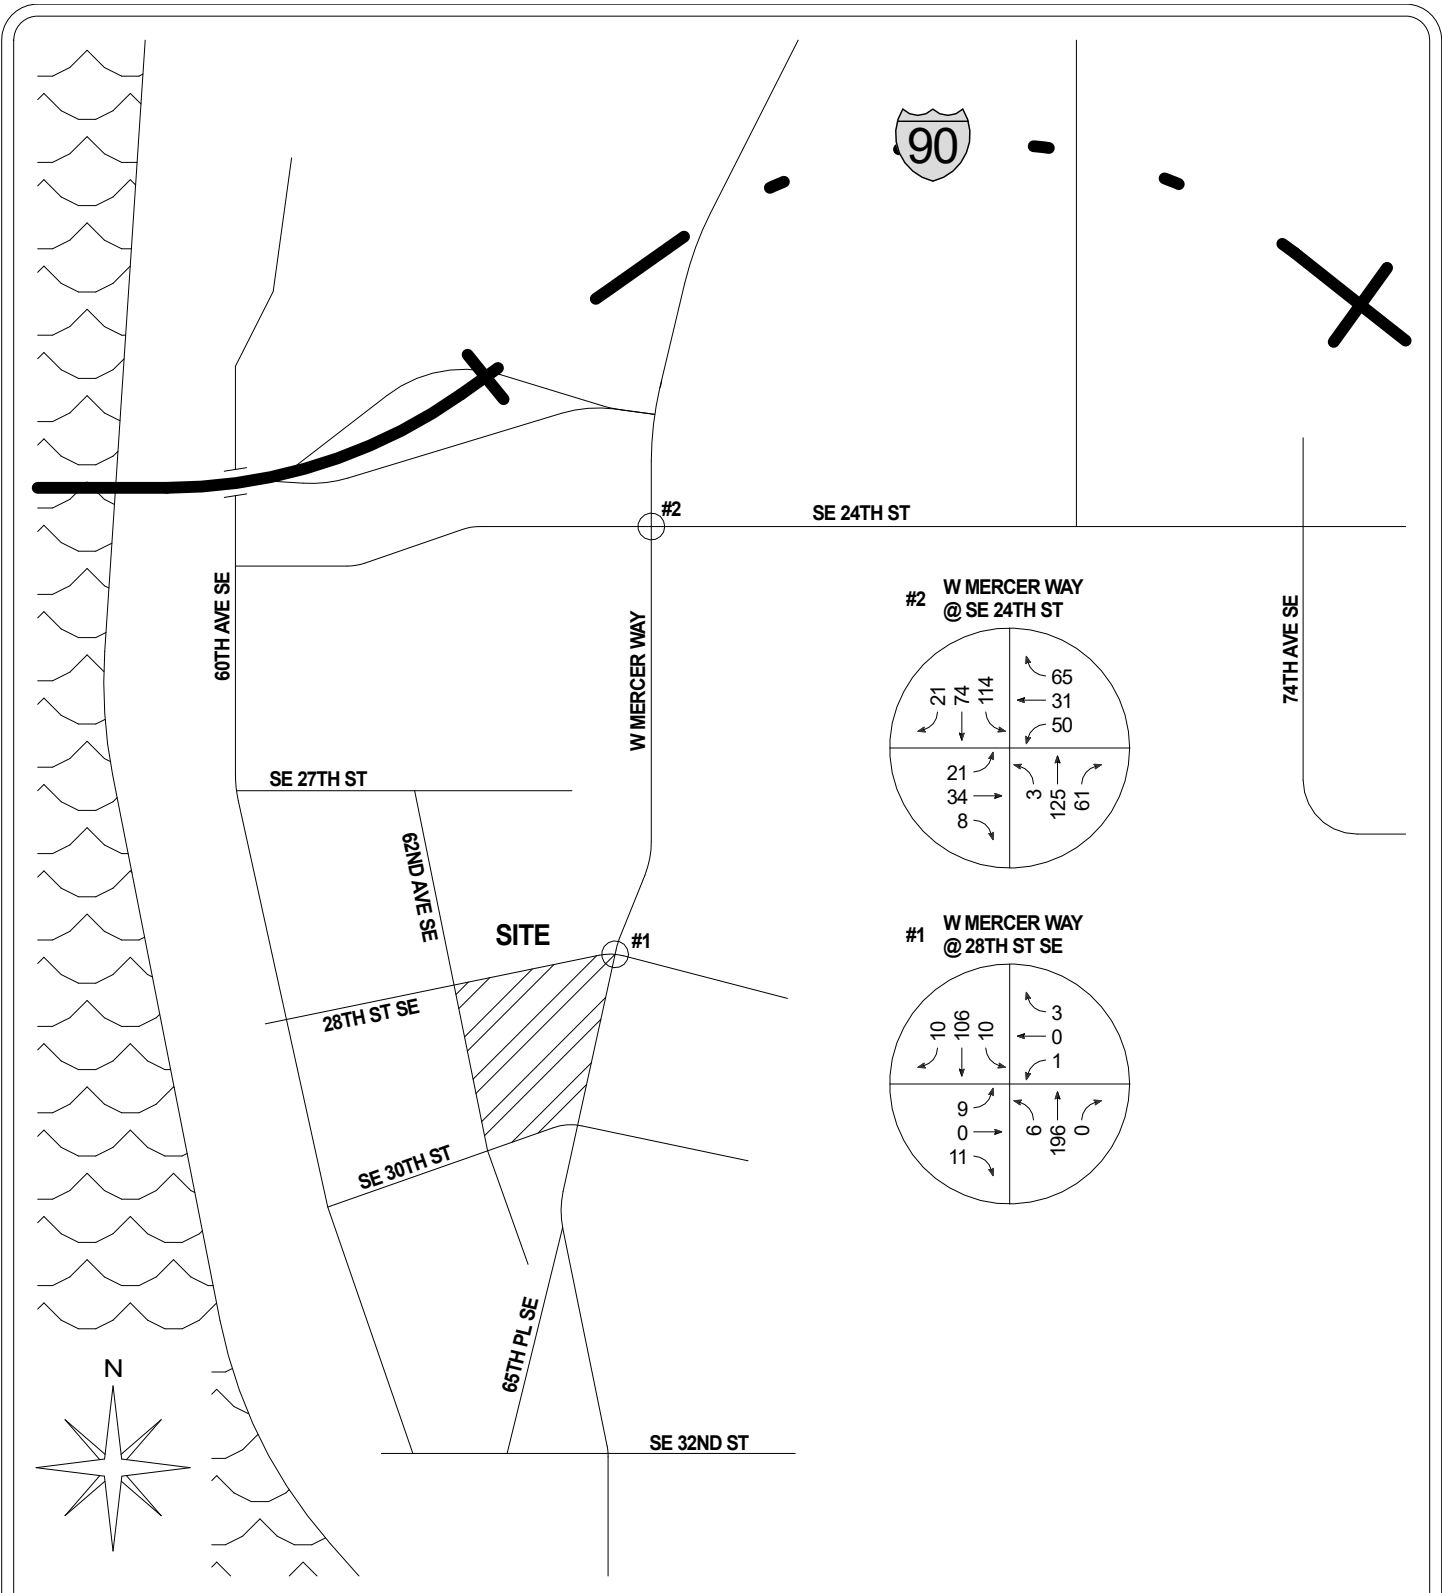 90
#2
SE 24TH ST
60TH AVE SE
W MERCER WAY
74TH AVE SE
#2 W MERCER WAY
@ SE 24TH ST
21 74 114
65
31
50
21
34
8
3 125 61
SE 27TH ST
62ND AVE SE
SITE
#1
28TH ST SE
SE 30TH ST
#1 W MERCER WAY
@ 28TH ST SE
10 106 10
3
0
1
9
0
11
6 196 0
65TH PL SE
SE 32ND ST
N